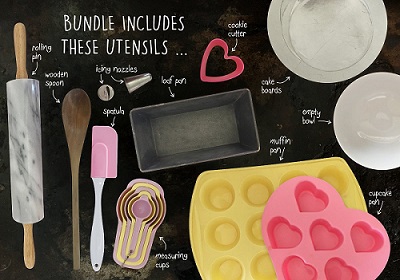 BUNDLE INCLUDES
THESE UTENSILS ...
rolling
pin
wooden
spoon
icing nozzles
spatula
loaf pan
cookie
cutter
cake
boards
empty
bowl
muffin
pan
cupcake
pan
measuring
cups